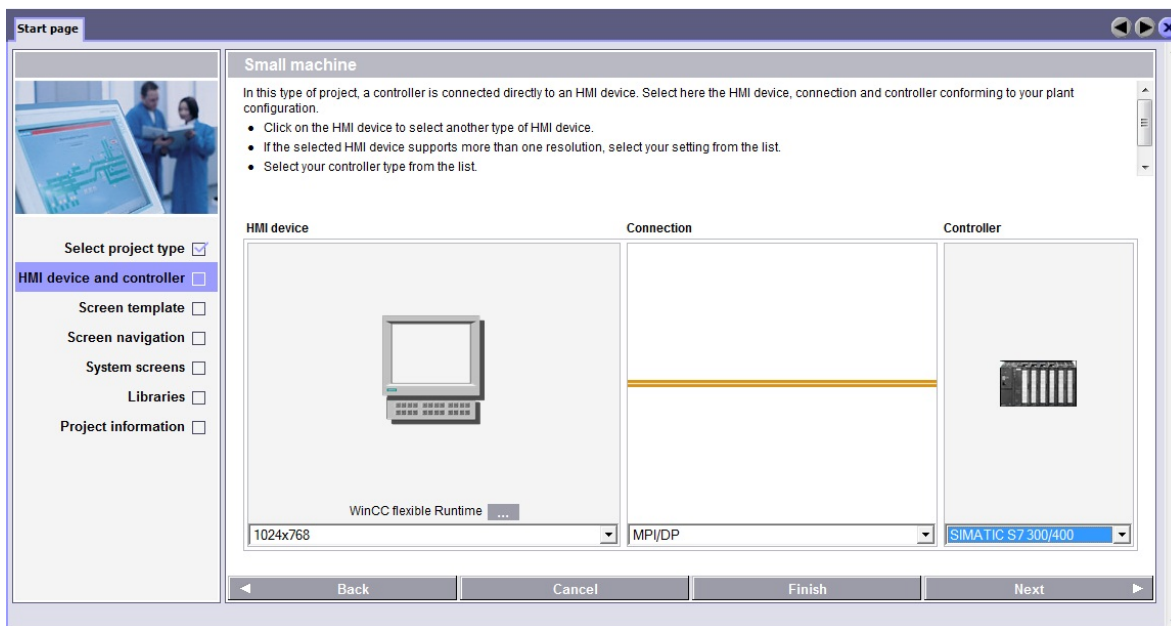 Start page
Small machine
In this type of project, a controller is connected directly to an HMI device. Select here the HMI device, connection and controller conforming to your plant
configuration.
● Click on the HMI device to select another type of HMI device.
● If the selected HMI device supports more than one resolution, select your setting from the list.
● Select your controller type from the list.
Select project type
HMI device and controller
Screen template
Screen navigation
System screens
Libraries
Project information
HMI device
Connection
Controller
WinCC flexible Runtime ...
1024x768
MPI/DP
SIMATIC S7 300/400
Back
Cancel
Finish
Next